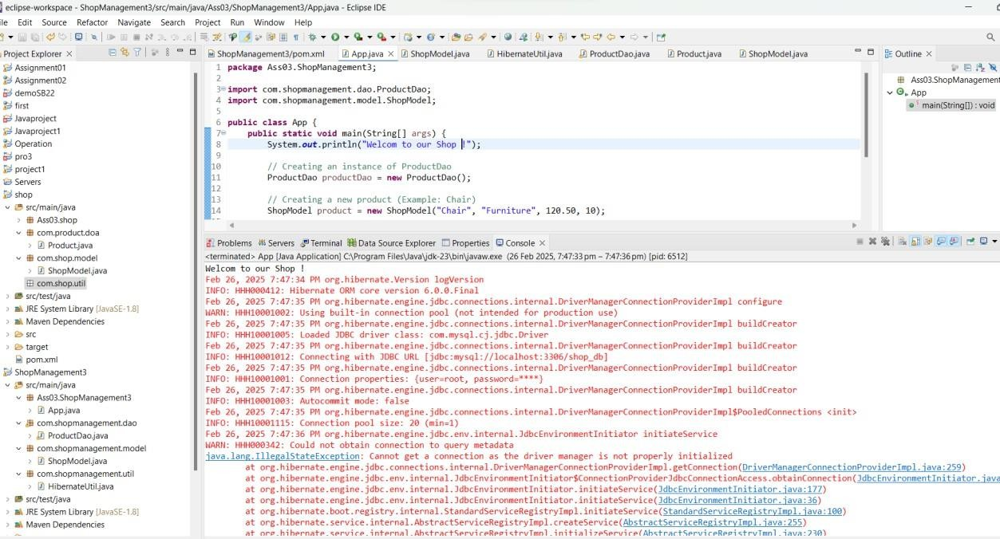 eclipse-workspace - ShopManagement3/src/main/java/Ass03/ShopManagement3/App.java - Eclipse IDE
ile Edit Source Refactor Navigate Search Project Run Window Help
Project Explorer
Assignment01
Assignment02
demoSB22
first
Javaproject
Javaproject1
Operation
pro3
project1
Servers
shop
src/main/java
Ass03.shop
com.product.doa
Product.java
com.shop.model
ShopModel.java
com.shop.util
src/test/java
JRE System Library [JavaSE-1.8]
Maven Dependencies
src
target
pom.xml
ShopManagement3
src/main/java
Ass03.ShopManagement3
App.java
com.shopmanagement.dao
ProductDao.java
com.shopmanagement.model
ShopModel.java
com.shopmanagement.util
HibernateUtil.java
src/test/java
JRE System Library [JavaSE-1.8]
Maven Dependencies
ShopManagement3/pom.xml App.java ShopModel.java HibernateUtil.java ProductDao.java Product.java ShopModel.java
1 package Ass03.ShopManagement3;
2
3 import com.shopmanagement.dao.ProductDao;
4 import com.shopmanagement.model.ShopModel;
5
6 public class App {
7 public static void main(String[] args) {
8 System.out.println("Welcom to our Shop !");
9
10 // Creating an instance of ProductDao
11 ProductDao productDao = new ProductDao();
12
13 // Creating a new product (Example: Chair)
14 ShopModel product = new ShopModel("Chair", "Furniture", 120.50, 10);
Outline
Ass03.ShopManagement
App
main(String[]) : void
Problems Servers Terminal Data Source Explorer Properties Console
<terminated> App [Java Application] C:\Program Files\Java\jdk-23\bin\javaw.exe (26 Feb 2025, 7:47:33 pm – 7:47:36 pm) [pid: 6512]
Welcom to our Shop !
Feb 26, 2025 7:47:34 PM org.hibernate.Version logVersion
INFO: HHH000412: Hibernate ORM core version 6.0.0.Final
Feb 26, 2025 7:47:35 PM org.hibernate.engine.jdbc.connections.internal.DriverManagerConnectionProviderImpl configure
WARN: HHH10001002: Using built-in connection pool (not intended for production use)
Feb 26, 2025 7:47:35 PM org.hibernate.engine.jdbc.connections.internal.DriverManagerConnectionProviderImpl buildCreator
INFO: HHH10001005: Loaded JDBC driver class: com.mysql.cj.jdbc.Driver
Feb 26, 2025 7:47:35 PM org.hibernate.engine.jdbc.connections.internal.DriverManagerConnectionProviderImpl buildCreator
INFO: HHH10001012: Connecting with JDBC URL [jdbc:mysql://localhost:3306/shop_db]
Feb 26, 2025 7:47:35 PM org.hibernate.engine.jdbc.connections.internal.DriverManagerConnectionProviderImpl buildCreator
INFO: HHH10001001: Connection properties: {user=root, password=****}
Feb 26, 2025 7:47:35 PM org.hibernate.engine.jdbc.connections.internal.DriverManagerConnectionProviderImpl buildCreator
INFO: HHH10001003: Autocommit mode: false
Feb 26, 2025 7:47:35 PM org.hibernate.engine.jdbc.connections.internal.DriverManagerConnectionProviderImpl$PooledConnections <init>
INFO: HHH10001115: Connection pool size: 20 (min=1)
Feb 26, 2025 7:47:36 PM org.hibernate.engine.jdbc.env.internal.JdbcEnvironmentInitiator initiateService
WARN: HHH000342: Could not obtain connection to query metadata
java.lang.IllegalStateException: Cannot get a connection as the driver manager is not properly initialized
at org.hibernate.engine.jdbc.connections.internal.DriverManagerConnectionProviderImpl.getConnection(DriverManagerConnectionProviderImpl.java:259)
at org.hibernate.engine.jdbc.env.internal.JdbcEnvironmentInitiator$ConnectionProviderJdbcConnectionAccess.obtainConnection(JdbcEnvironmentInitiator.java
at org.hibernate.engine.jdbc.env.internal.JdbcEnvironmentInitiator.initiateService(JdbcEnvironmentInitiator.java:177)
at org.hibernate.engine.jdbc.env.internal.JdbcEnvironmentInitiator.initiateService(JdbcEnvironmentInitiator.java:36)
at org.hibernate.boot.registry.internal.StandardServiceRegistryImpl.initiateService(StandardServiceRegistryImpl.java:100)
at org.hibernate.service.internal.AbstractServiceRegistryImpl.createService(AbstractServiceRegistryImpl.java:255)
at org.hibernate.service.internal.AbstractServiceRegistryImpl.initializeService(AbstractServiceRegistryImpl.java:230)